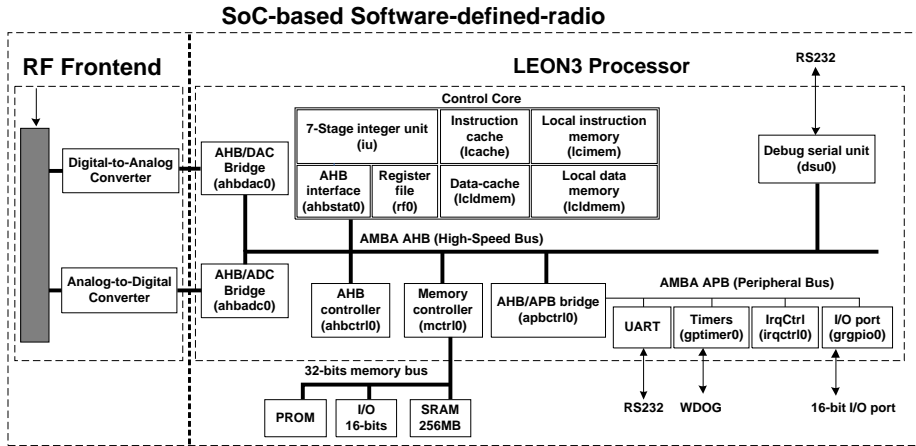 SoC-based Software-defined-radio
RF Frontend
LEON3 Processor
RS232
Control Core
7-Stage integer unit
(iu)
Instruction
cache
(Icache)
Local instruction
memory
(lcimem)
AHB
interface
(ahbstat0)
Register
file
(rf0)
Data-cache
(lcldmem)
Local data
memory
(lcldmem)
Debug serial unit
(dsu0)
Digital-to-Analog
Converter
AHB/DAC
Bridge
(ahbdac0)
AMBA AHB (High-Speed Bus)
Analog-to-Digital
Converter
AHB/ADC
Bridge
(ahbadc0)
AHB
controller
(ahbctrl0)
Memory
controller
(mctrl0)
AHB/APB bridge
(apbctrl0)
AMBA APB (Peripheral Bus)
UART
Timers
(gptimer0)
IrqCtrl
(irqctrl0)
I/O port
(grgpio0)
32-bits memory bus
PROM
I/O
16-bits
SRAM
256MB
RS232
WDOG
16-bit I/O port